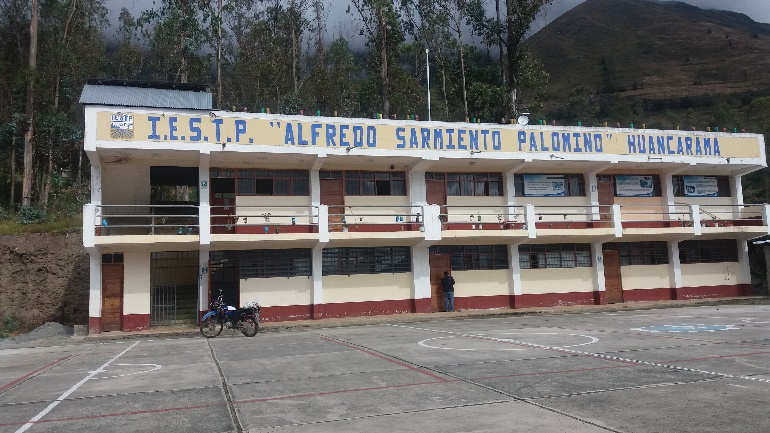 I.E.S.T.P
I.E.S.T.P. "ALFREDO SARMIENTO PALOMINO" HUANCARAMA